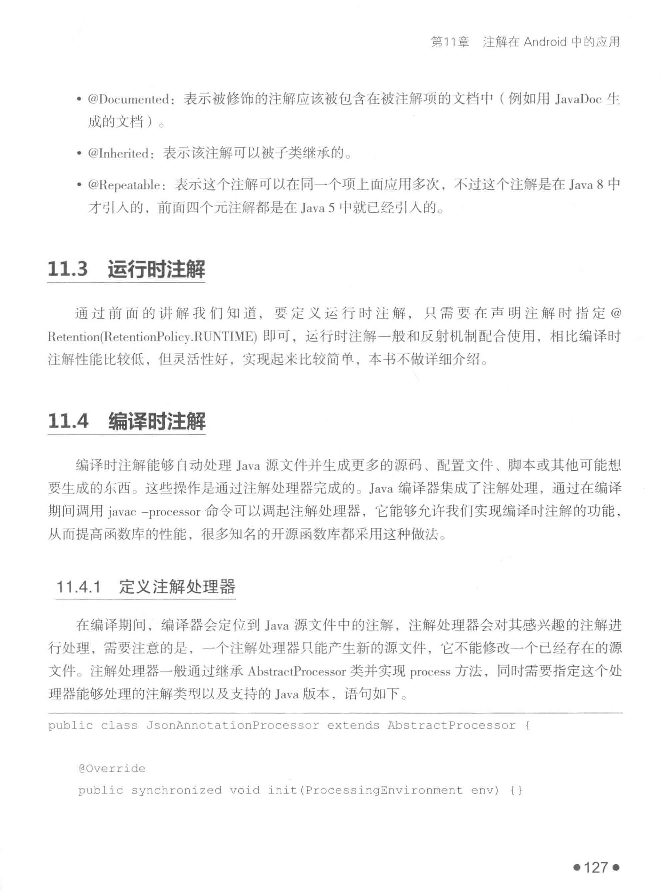 第11章 注解在 Android 中的应用
• @Documented：表示被修饰的注解应该被包含在被注解项的文档中（例如用 JavaDoc 生
成的文档）。
• @Inherited：表示该注解可以被子类继承的。
• @Repeatable：表示这个注解可以在同一个项上面应用多次，不过这个注解是在 Java 8 中
才引入的，前面四个元注解都是在 Java 5 中就已经引入的。
11.3 运行时注解
通过前面的讲解我们知道，要定义运行时注解，只需要在声明注解时指定@
Retention(RetentionPolicy.RUNTIME) 即可，运行时注解一般和反射机制配合使用，相比编译时
注解性能比较低，但灵活性好，实现起来比较简单，本书不做详细介绍。
11.4 编译时注解
编译时注解能够自动处理 Java 源文件并生成更多的源码、配置文件、脚本或其他可能想
要生成的东西。这些操作是通过注解处理器完成的。Java 编译器集成了注解处理，通过在编译
期间调用 javac -processor 命令可以调起注解处理器，它能够允许我们实现编译时注解的功能，
从而提高函数库的性能，很多知名的开源函数库都采用这种做法。
11.4.1 定义注解处理器
在编译期间，编译器会定位到 Java 源文件中的注解，注解处理器会对其感兴趣的注解进
行处理，需要注意的是，一个注解处理器只能产生新的源文件，它不能修改一个已经存在的源
文件。注解处理器一般通过继承 AbstractProcessor 类并实现 process 方法，同时需要指定这个处
理器能够处理的注解类型以及支持的 Java 版本，语句如下。
public class JsonAnnotationProcessor extends AbstractProcessor {
@Override
public synchronized void init(ProcessingEnvironment env) {}
•127•